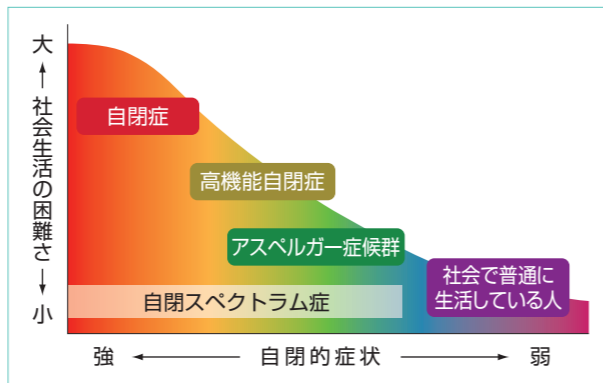 大
↑
社会生活の困難さ
↓
小
自閉症
高機能自閉症
アスペルガー症候群
社会で普通に
生活している人
自閉スペクトラム症
強 ← 自閉的症状 → 弱